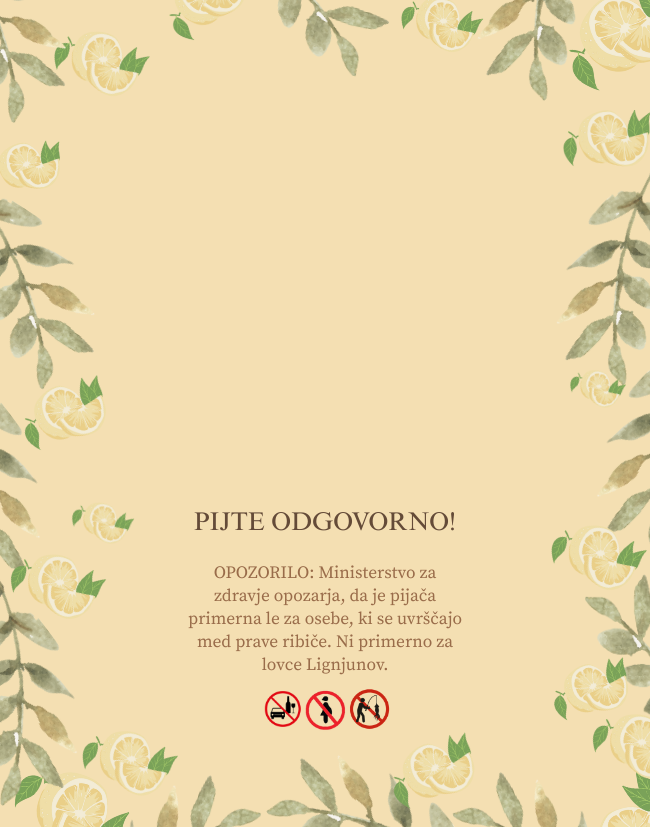 PIJTE ODGOVORNO!
OPOZORILO: Ministerstvo za
zdravje opozarja, da je pijača
primerna le za osebe, ki se uvrščajo
med prave ribiče. Ni primerno za
lovce Lignjunov.